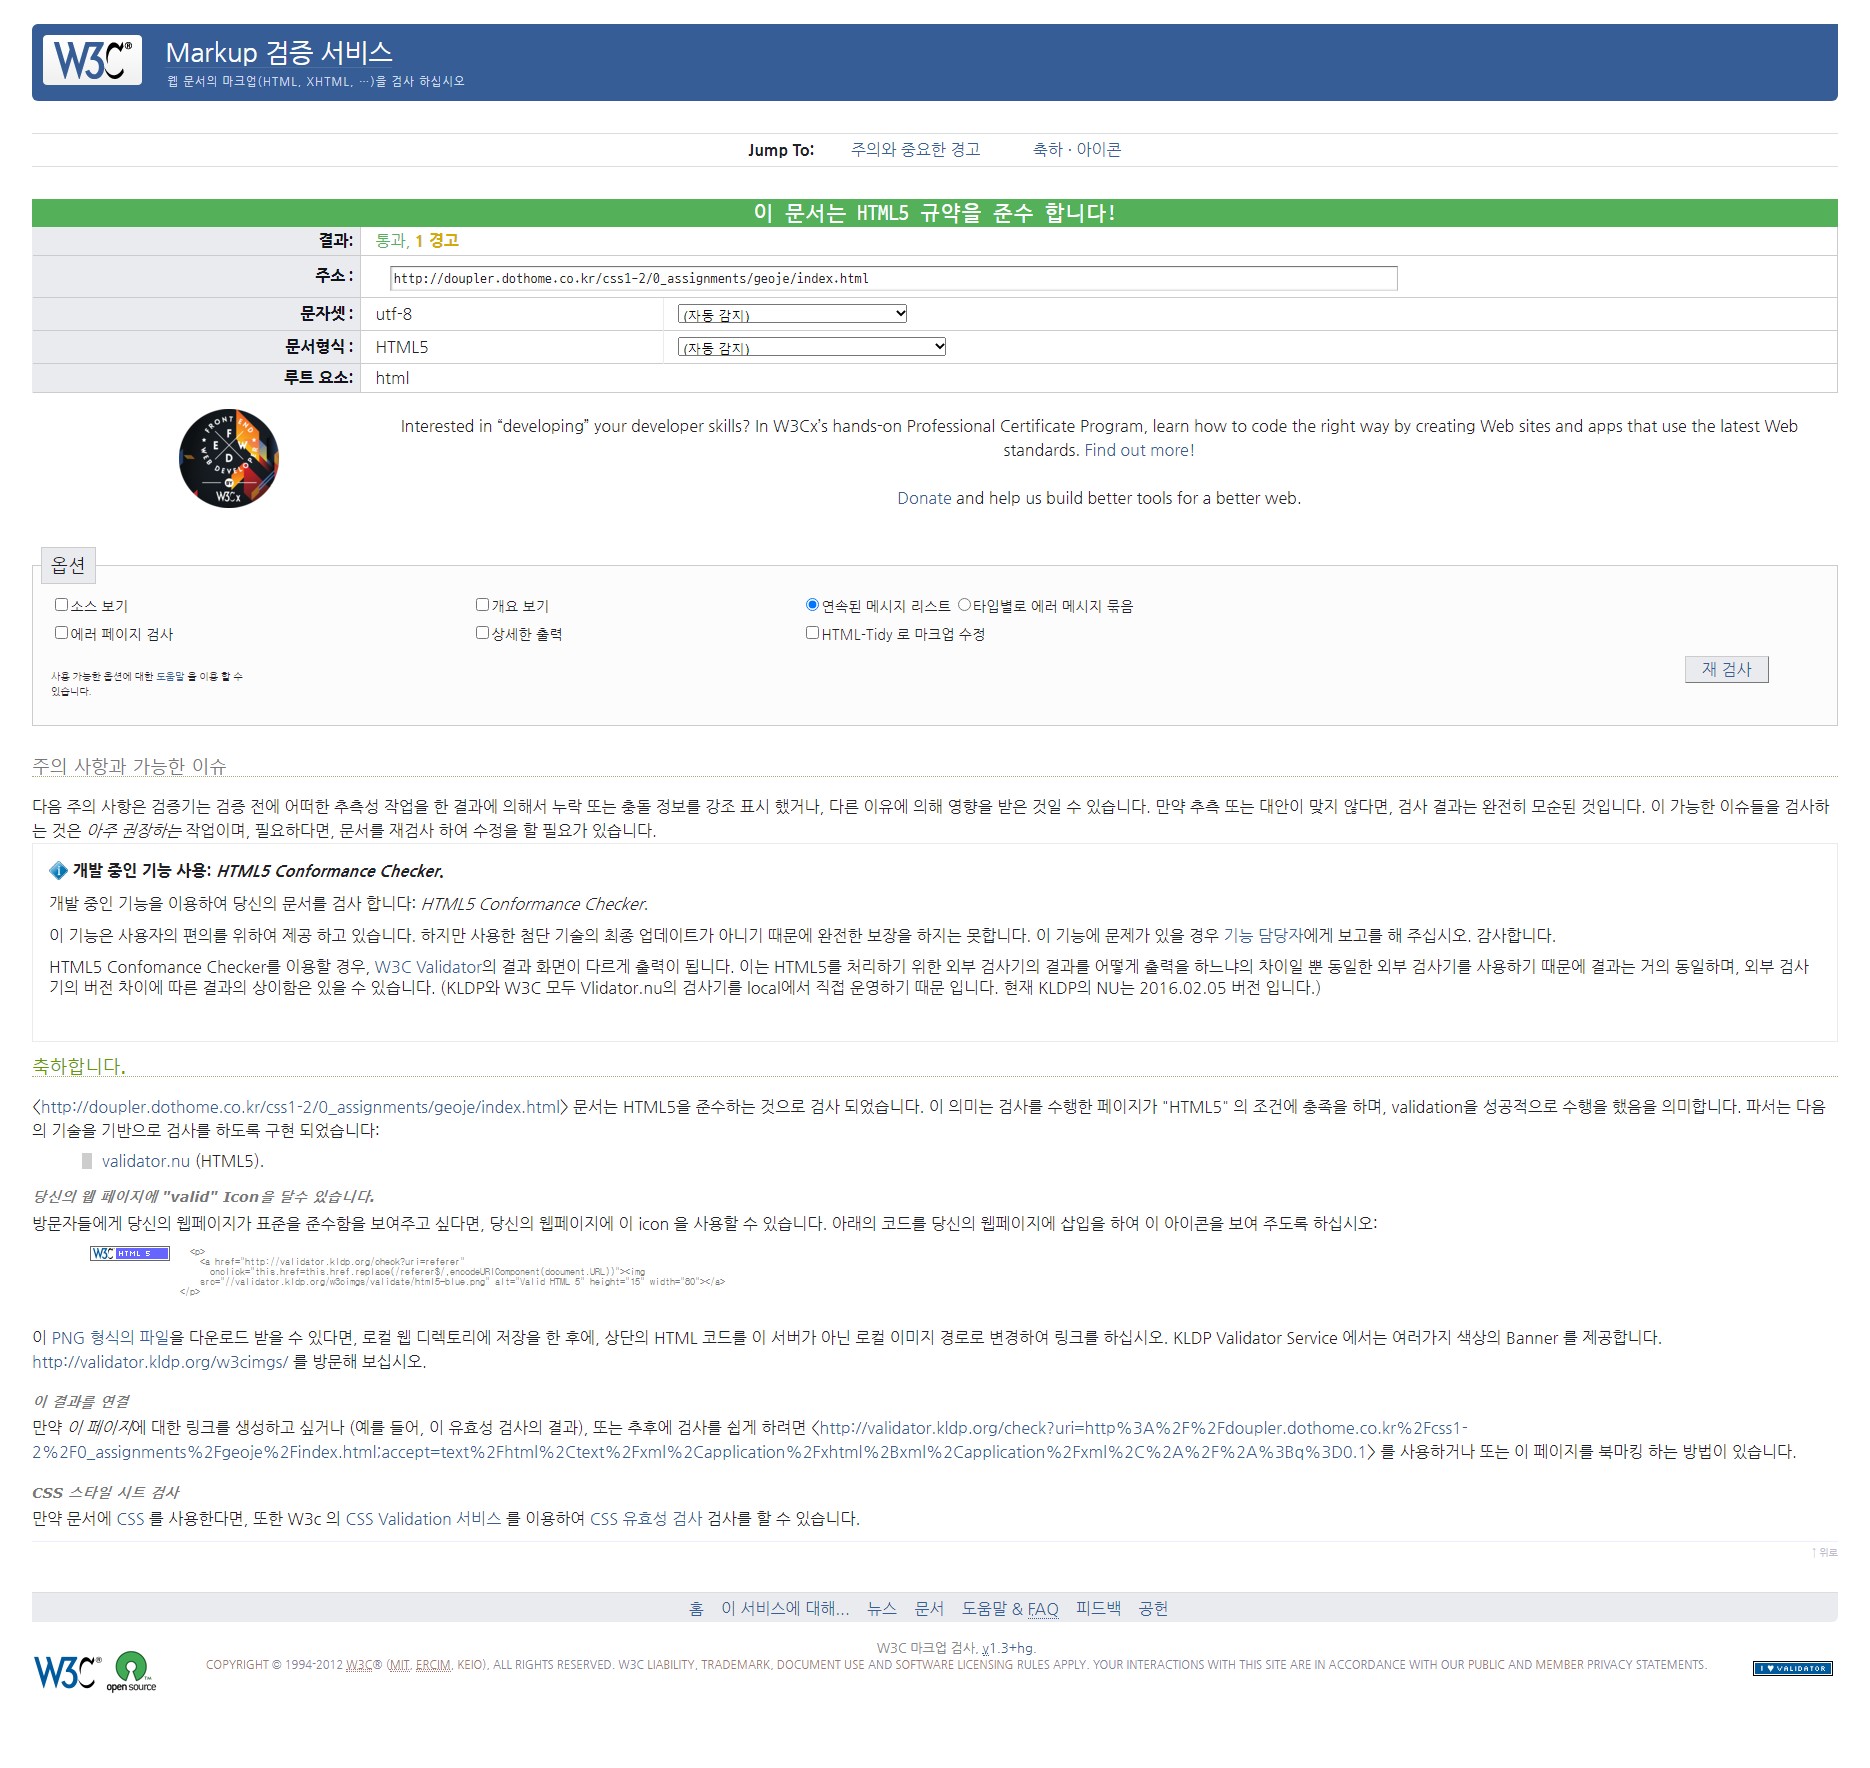 W3C®
Markup 검증 서비스
웹 문서의 마크업(HTML, XHTML, …)을 검사 하십시오
Jump To: 주의와 중요한 경고 축하 · 아이콘
이 문서는 HTML5 규약을 준수 합니다!
결과: 통과, 1 경고
주소 : http://doupler.dothome.co.kr/css1-2/0_assignments/geoje/index.html
문자셋 : utf-8 (자동 감지)
문서형식 : HTML5 (자동 감지)
루트 요소: html
FRONT END
F
E W
D
WEB DEVELOPER
BY
W3Cx
Interested in “developing” your developer skills? In W3Cx’s hands-on Professional Certificate Program, learn how to code the right way by creating Web sites and apps that use the latest Web
standards. Find out more!
Donate and help us build better tools for a better web.
옵션
소스 보기 개요 보기 연속된 메시지 리스트 타입별로 에러 메시지 묶음
에러 페이지 검사 상세한 출력 HTML-Tidy 로 마크업 수정
사용 가능한 옵션에 대한 도움말 을 이용 할 수
있습니다.
재 검사
주의 사항과 가능한 이슈
다음 주의 사항은 검증기는 검증 전에 어떠한 추측성 작업을 한 결과에 의해서 누락 또는 충돌 정보를 강조 표시 했거나, 다른 이유에 의해 영향을 받은 것일 수 있습니다. 만약 추측 또는 대안이 맞지 않다면, 검사 결과는 완전히 모순된 것입니다. 이 가능한 이슈들을 검사하
는 것은 아주 권장하는 작업이며, 필요하다면, 문서를 재검사 하여 수정을 할 필요가 있습니다.
개발 중인 기능 사용: HTML5 Conformance Checker.
개발 중인 기능을 이용하여 당신의 문서를 검사 합니다: HTML5 Conformance Checker.
이 기능은 사용자의 편의를 위하여 제공 하고 있습니다. 하지만 사용한 첨단 기술의 최종 업데이트가 아니기 때문에 완전한 보장을 하지는 못합니다. 이 기능에 문제가 있을 경우 기능 담당자에게 보고를 해 주십시오. 감사합니다.
HTML5 Confomance Checker를 이용할 경우, W3C Validator의 결과 화면이 다르게 출력이 됩니다. 이는 HTML5를 처리하기 위한 외부 검사기의 결과를 어떻게 출력을 하느냐의 차이일 뿐 동일한 외부 검사기를 사용하기 때문에 결과는 거의 동일하며, 외부 검사
기의 버전 차이에 따른 결과의 상이함은 있을 수 있습니다. (KLDP와 W3C 모두 Vlidator.nu의 검사기를 local에서 직접 운영하기 때문 입니다. 현재 KLDP의 NU는 2016.02.05 버전 입니다.)
축하합니다.
<http://doupler.dothome.co.kr/css1-2/0_assignments/geoje/index.html> 문서는 HTML5을 준수하는 것으로 검사 되었습니다. 이 의미는 검사를 수행한 페이지가 "HTML5" 의 조건에 충족을 하며, validation을 성공적으로 수행을 했음을 의미합니다. 파서는 다음
의 기술을 기반으로 검사를 하도록 구현 되었습니다:
validator.nu (HTML5).
당신의 웹 페이지에 "valid" Icon을 달수 있습니다.
방문자들에게 당신의 웹페이지가 표준을 준수함을 보여주고 싶다면, 당신의 웹페이지에 이 icon 을 사용할 수 있습니다. 아래의 코드를 당신의 웹페이지에 삽입을 하여 이 아이콘을 보여 주도록 하십시오:
W3C HTML 5
<p>
<a href="http://validator.kldp.org/check?uri=referer"
onclick="this.href=this.href.replace(/referer$/,encodeURIComponent(document.URL))"><img
src="//validator.kldp.org/w3cimgs/validate/html5-blue.png" alt="Valid HTML 5" height="15" width="80"></a>
</p>
이 PNG 형식의 파일을 다운로드 받을 수 있다면, 로컬 웹 디렉토리에 저장을 한 후에, 상단의 HTML 코드를 이 서버가 아닌 로컬 이미지 경로로 변경하여 링크를 하십시오. KLDP Validator Service 에서는 여러가지 색상의 Banner 를 제공합니다.
http://validator.kldp.org/w3cimgs/ 를 방문해 보십시오.
이 결과를 연결
만약 이 페이지에 대한 링크를 생성하고 싶거나 (예를 들어, 이 유효성 검사의 결과), 또는 추후에 검사를 쉽게 하려면 <http://validator.kldp.org/check?uri=http%3A%2F%2Fdoupler.dothome.co.kr%2Fcss1-
2%2F0_assignments%2Fgeoje%2Findex.html;accept=text%2Fhtml%2Ctext%2Fxml%2Capplication%2Fxhtml%2Bxml%2Capplication%2Fxml%2C%2A%2F%2A%3Bq%3D0.1> 를 사용하거나 또는 이 페이지를 북마킹 하는 방법이 있습니다.
CSS 스타일 시트 검사
만약 문서에 CSS 를 사용한다면, 또한 W3c 의 CSS Validation 서비스 를 이용하여 CSS 유효성 검사 검사를 할 수 있습니다.
↑ 위로
홈 이 서비스에 대해... 뉴스 문서 도움말 & FAQ 피드백 공헌
W3C® open source
W3C 마크업 검사, v1.3+hg.
COPYRIGHT © 1994-2012 W3C® (MIT, ERCIM, KEIO), ALL RIGHTS RESERVED. W3C LIABILITY, TRADEMARK, DOCUMENT USE AND SOFTWARE LICENSING RULES APPLY. YOUR INTERACTIONS WITH THIS SITE ARE IN ACCORDANCE WITH OUR PUBLIC AND MEMBER PRIVACY STATEMENTS.
I ♥ VALIDATOR